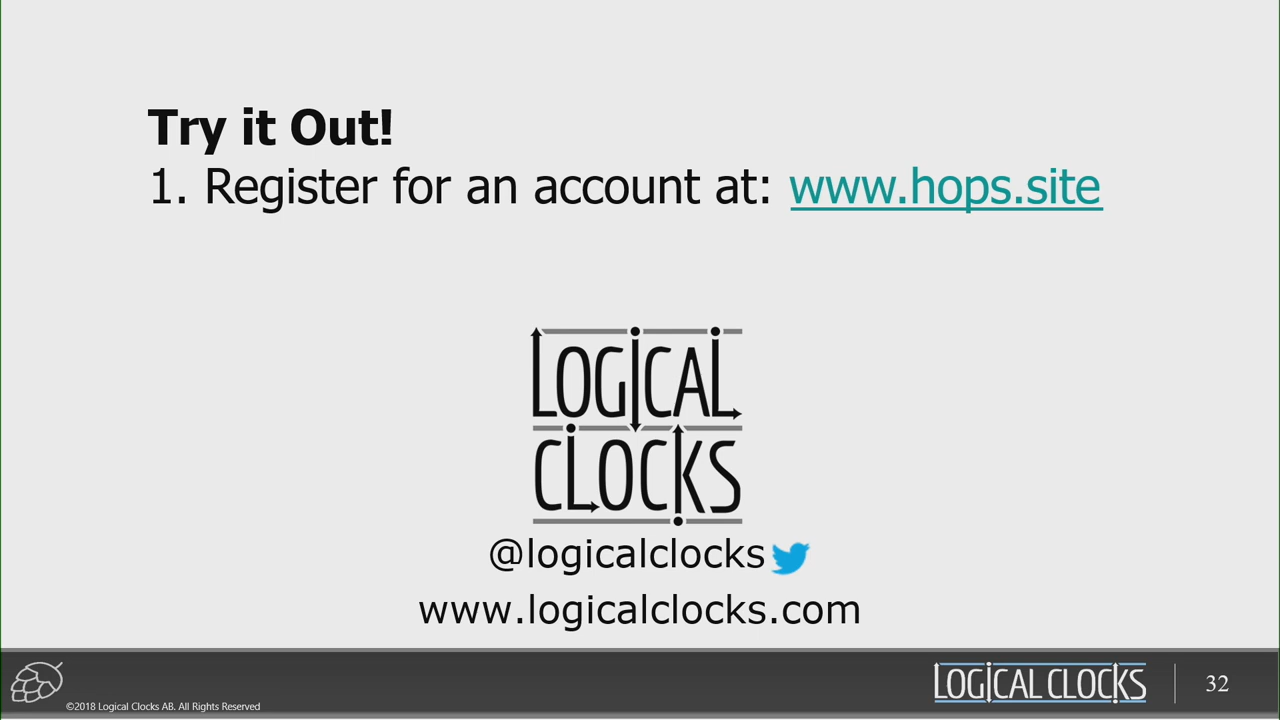 Try it Out!
1. Register for an account at: www.hops.site
LOGICAL
CLOCKS
@logicalclocks
www.logicalclocks.com
©2018 Logical Clocks AB. All Rights Reserved
LOGICAL CLOCKS
32